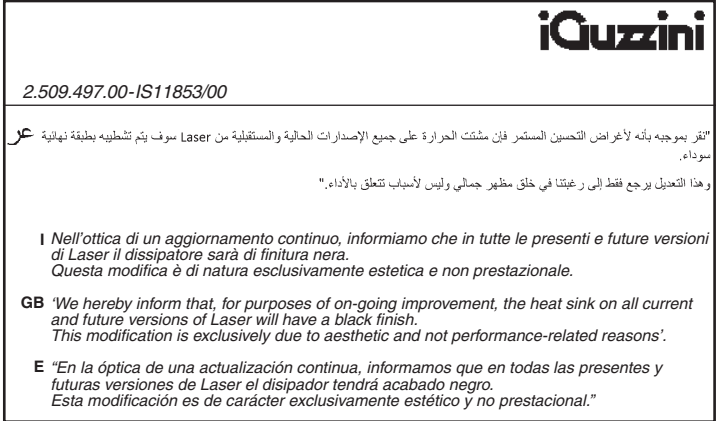 iGuzzini
2.509.497.00-IS11853/00
عر "نقر بموجبه بأنه لأغراض التحسين المستمر فإن مشتت الحرارة على جميع الإصدارات الحالية والمستقبلية من Laser سوف يتم تشطيبه بطبقة نهائية
سوداء.
وهذا التعديل يرجع فقط إلى رغبتنا في خلق مظهر جمالي وليس لأسباب تتعلق بالأداء."
I Nell'ottica di un aggiornamento continuo, informiamo che in tutte le presenti e future versioni
di Laser il dissipatore sarà di finitura nera.
Questa modifica è di natura esclusivamente estetica e non prestazionale.
GB 'We hereby inform that, for purposes of on-going improvement, the heat sink on all current
and future versions of Laser will have a black finish.
This modification is exclusively due to aesthetic and not performance-related reasons'.
E "En la óptica de una actualización continua, informamos que en todas las presentes y
futuras versiones de Laser el disipador tendrá acabado negro.
Esta modificación es de carácter exclusivamente estético y no prestacional."